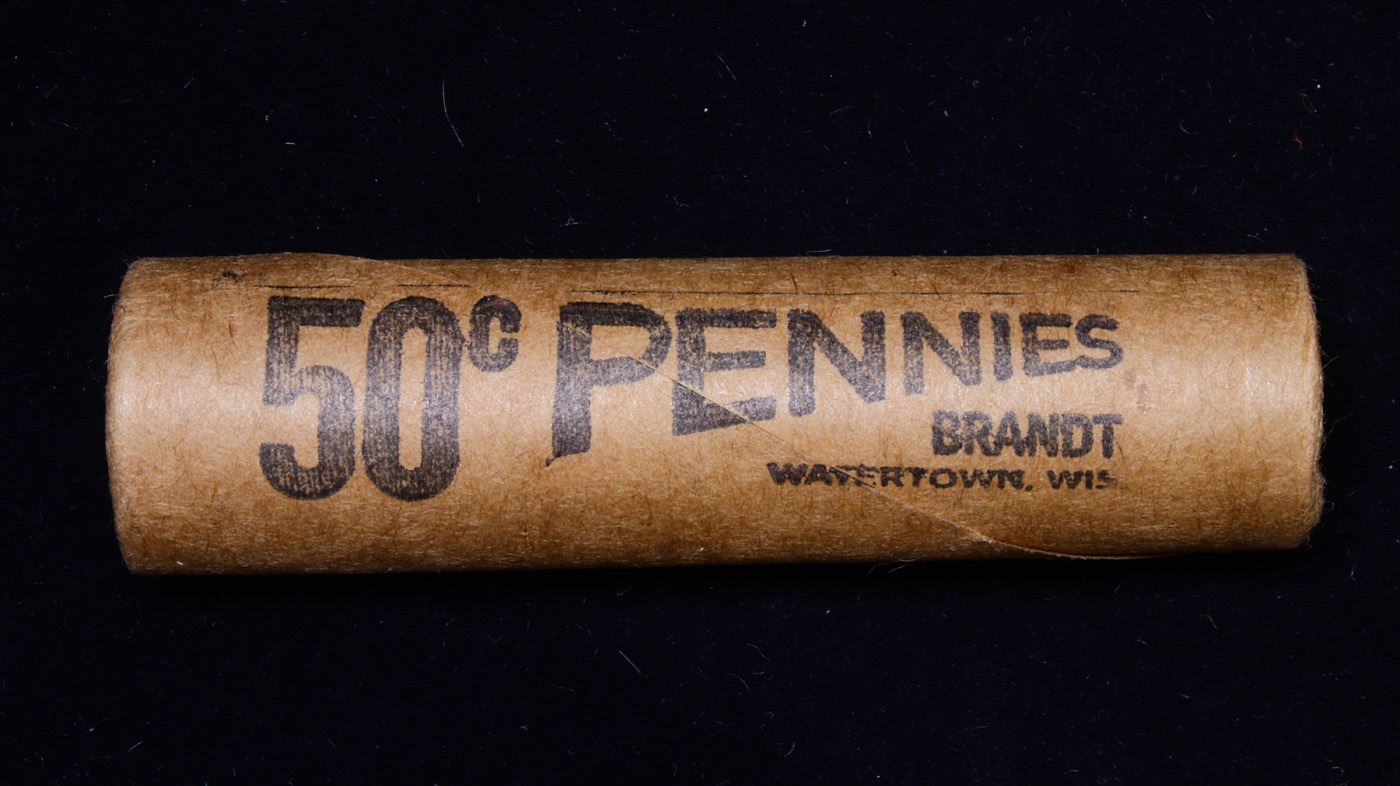 50c PENNIES
BRANDT
WATERTOWN, WIS